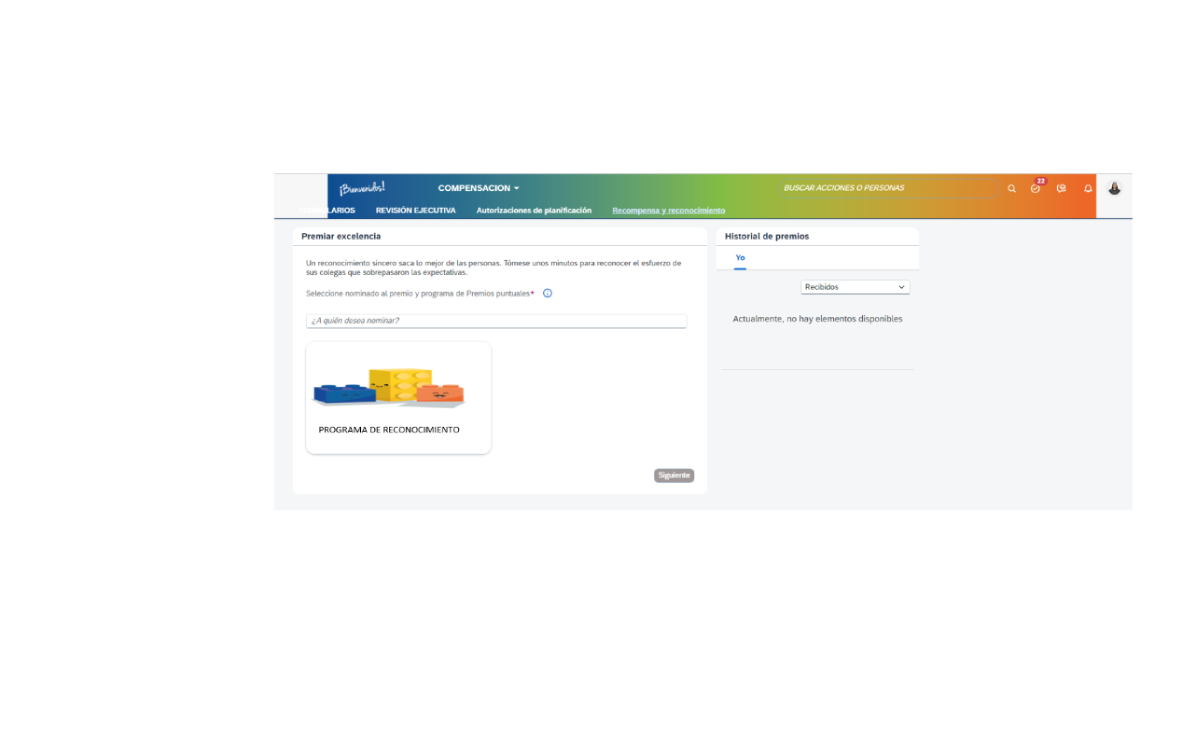 ¡Bienvenidos!
COMPENSACION
BUSCAR ACCIONES O PERSONAS
22
LARIOS
REVISIÓN EJECUTIVA
Autorizaciones de planificación
Recompensa y reconocimiento
Premiar excelencia
Un reconocimiento sincero saca lo mejor de las personas. Tómese unos minutos para reconocer el esfuerzo de
sus colegas que sobrepasaron las expectativas.
Seleccione nominado al premio y programa de Premios puntuales*
¿A quién desea nominar?
PROGRAMA DE RECONOCIMIENTO
Siguiente
Historial de premios
Yo
Recibidos
Actualmente, no hay elementos disponibles